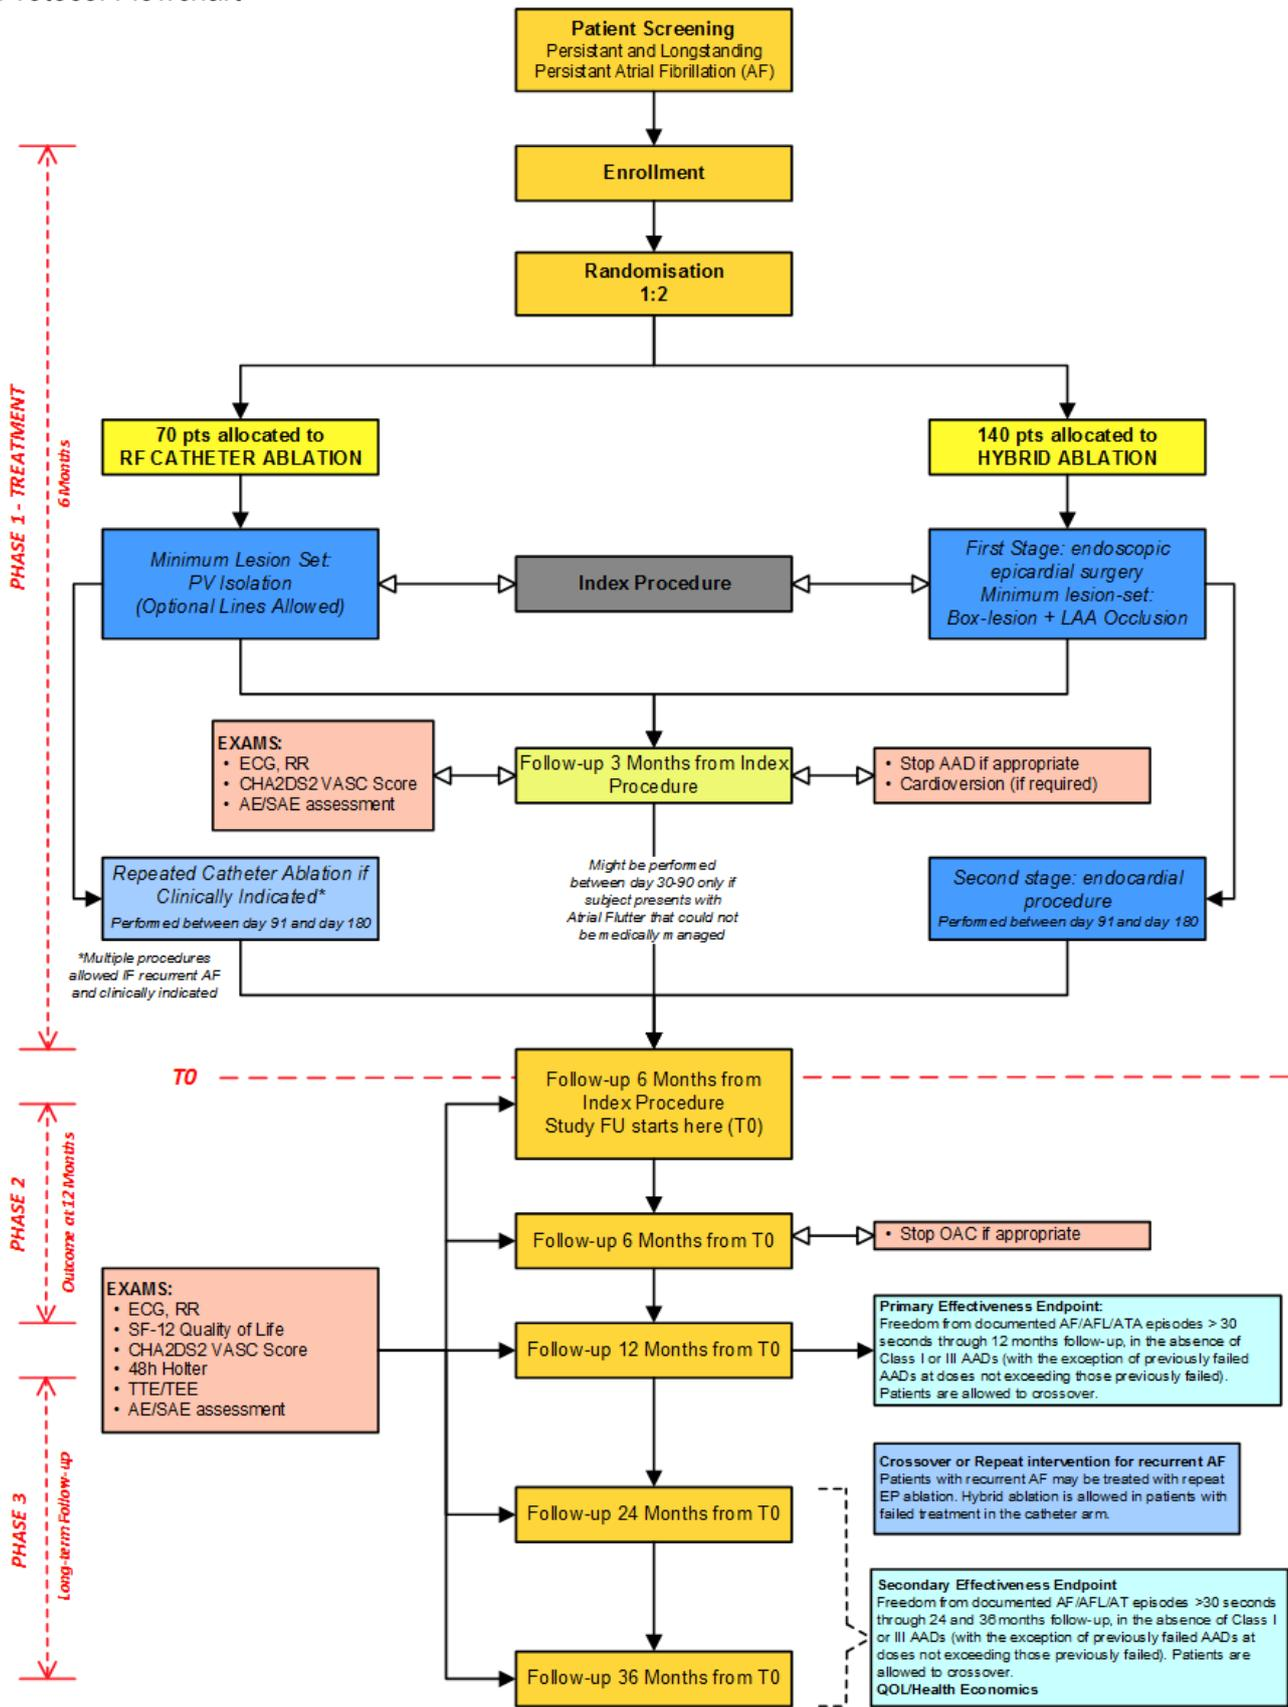 Protocol Flowchart
Patient Screening
Persistant and Longstanding
Persistant Atrial Fibrillation (AF)
Enrollment
Randomisation
1:2
PHASE 1 - TREATMENT
6 Months
70 pts allocated to
RF CATHETER ABLATION
140 pts allocated to
HYBRID ABLATION
Minimum Lesion Set:
PV Isolation
(Optional Lines Allowed)
Index Procedure
First Stage: endoscopic
epicardial surgery
Minimum lesion-set:
Box-lesion + LAA Occlusion
EXAMS:
• ECG, RR
• CHA2DS2 VASC Score
• AE/SAE assessment
Follow-up 3 Months from Index
Procedure
• Stop AAD if appropriate
• Cardioversion (if required)
Repeated Catheter Ablation if
Clinically Indicated*
Performed between day 91 and day 180
*Multiple procedures
allowed IF recurrent AF
and clinically indicated
Might be performed
between day 30-90 only if
subject presents with
Atrial Flutter that could not
be medically managed
Second stage: endocardial
procedure
Performed between day 91 and day 180
T0
Follow-up 6 Months from
Index Procedure
Study FU starts here (T0)
PHASE 2
Outcome at 12 Months
Follow-up 6 Months from T0
• Stop OAC if appropriate
EXAMS:
• ECG, RR
• SF-12 Quality of Life
• CHA2DS2 VASC Score
• 48h Holter
• TTE/TEE
• AE/SAE assessment
Follow-up 12 Months from T0
Primary Effectiveness Endpoint:
Freedom from documented AF/AFL/ATA episodes > 30
seconds through 12 months follow-up, in the absence of
Class I or III AADs (with the exception of previously failed
AADs at doses not exceeding those previously failed).
Patients are allowed to crossover.
PHASE 3
Long-term Follow-up
Crossover or Repeat intervention for recurrent AF
Patients with recurrent AF may be treated with repeat
EP ablation. Hybrid ablation is allowed in patients with
failed treatment in the catheter arm.
Follow-up 24 Months from T0
Secondary Effectiveness Endpoint
Freedom from documented AF/AFL/AT episodes >30 seconds
through 24 and 36 months follow-up, in the absence of Class I
or III AADs (with the exception of previously failed AADs at
doses not exceeding those previously failed). Patients are
allowed to crossover.
QOL/Health Economics
Follow-up 36 Months from T0